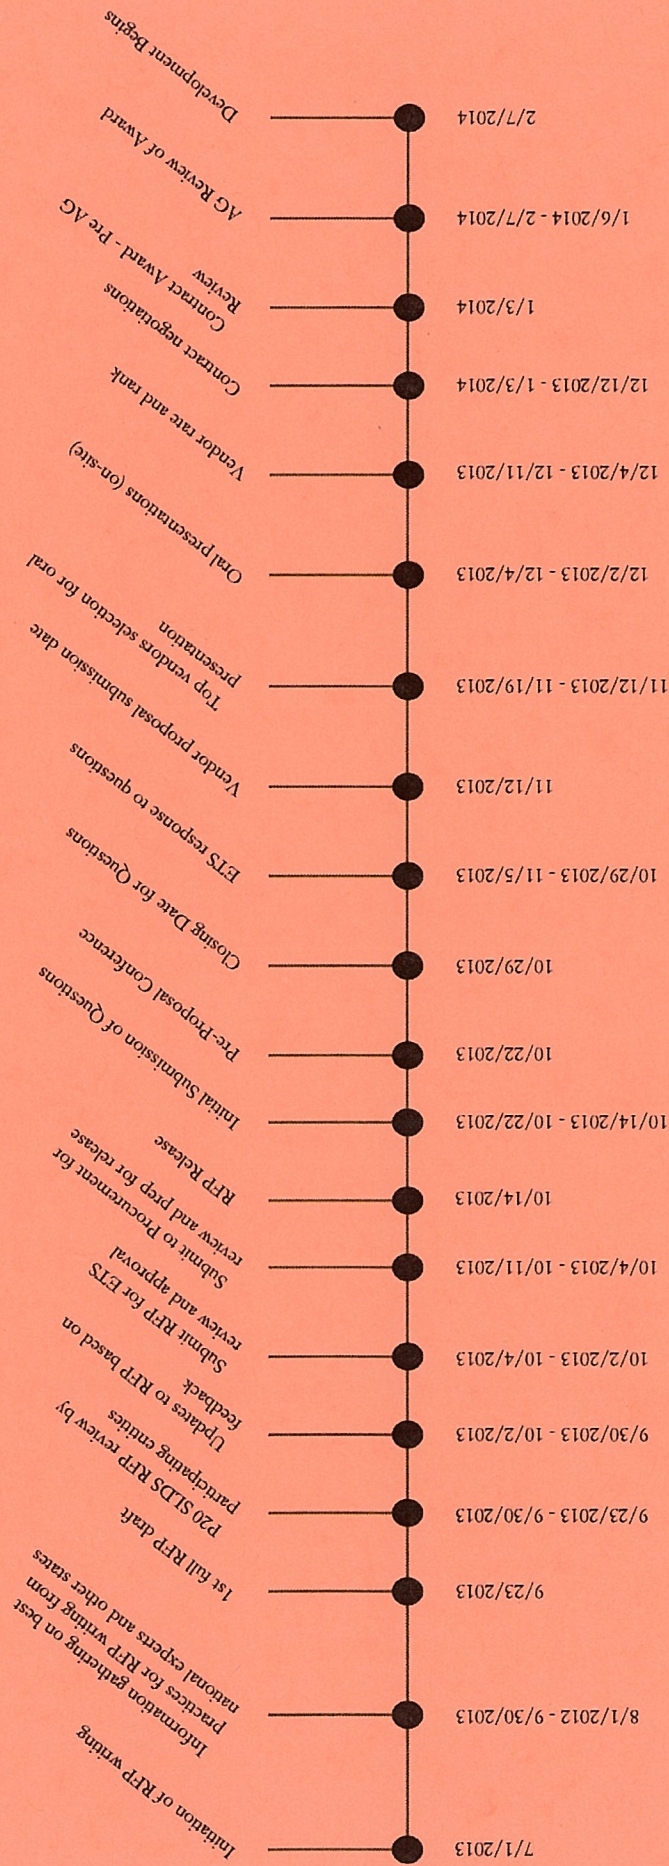 7/1/2013
Initiation of RFP writing
8/1/2012 - 9/30/2013
Information gathering on best
practices for RFP writing from
national experts and other states
9/23/2013
1st full RFP draft
9/23/2013 - 9/30/2013
P20 SLDS RFP review by
participating entities
9/30/2013 - 10/2/2013
Updates to RFP based on
feedback
10/2/2013 - 10/4/2013
Submit RFP for ETS
review and approval
10/4/2013 - 10/11/2013
Submit to Procurement for
review and prep for release
10/14/2013
RFP Release
10/14/2013 - 10/22/2013
Initial Submission of Questions
10/22/2013
Pre-Proposal Conference
10/29/2013
Closing Date for Questions
10/29/2013 - 11/5/2013
ETS response to questions
11/12/2013
Vendor proposal submission date
11/12/2013 - 11/19/2013
Top vendors selection for oral
presentation
12/2/2013 - 12/4/2013
Oral presentations (on-site)
12/4/2013 - 12/11/2013
Vendor rate and rank
12/12/2013 - 1/3/2014
Contract negotiations
1/3/2014
Contract Award - Pre AG
Review
1/6/2014 - 2/7/2014
AG Review of Award
2/7/2014
Development Begins